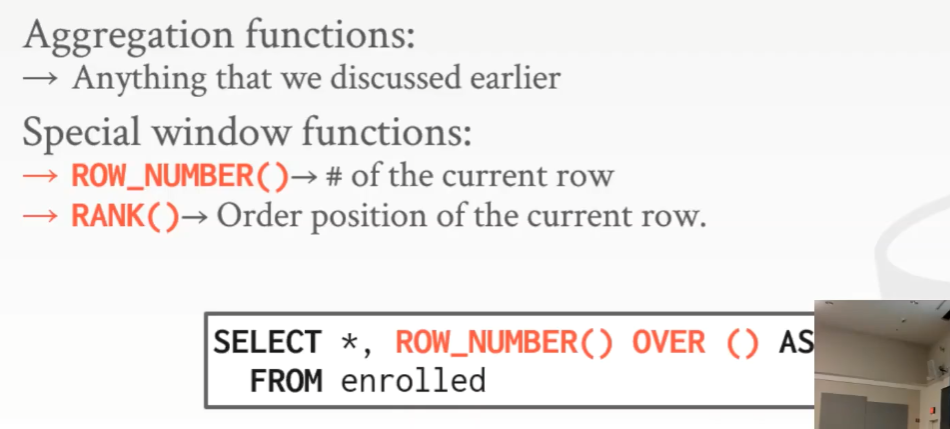 Aggregation functions:
→ Anything that we discussed earlier
Special window functions:
→ ROW_NUMBER()→ # of the current row
→ RANK()→ Order position of the current row.
SELECT *, ROW_NUMBER() OVER () AS
FROM enrolled